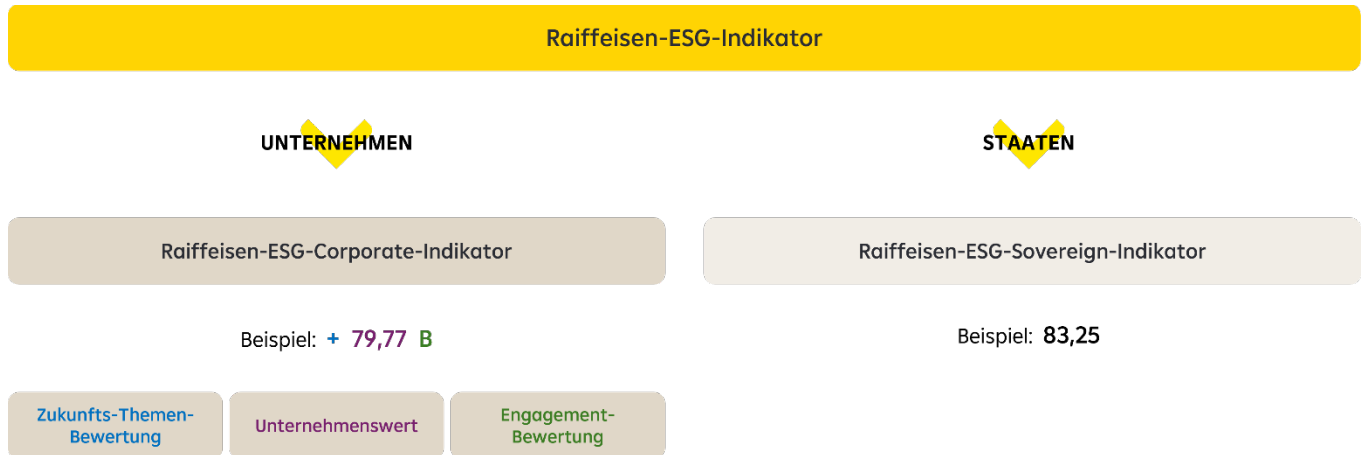 Raiffeisen-ESG-Indikator
UNTERNEHMEN
STAATEN
Raiffeisen-ESG-Corporate-Indikator
Raiffeisen-ESG-Sovereign-Indikator
Beispiel: + 79,77 B
Beispiel: 83,25
Zukunfts-Themen-
Bewertung
Unternehmenswert
Engagement-
Bewertung